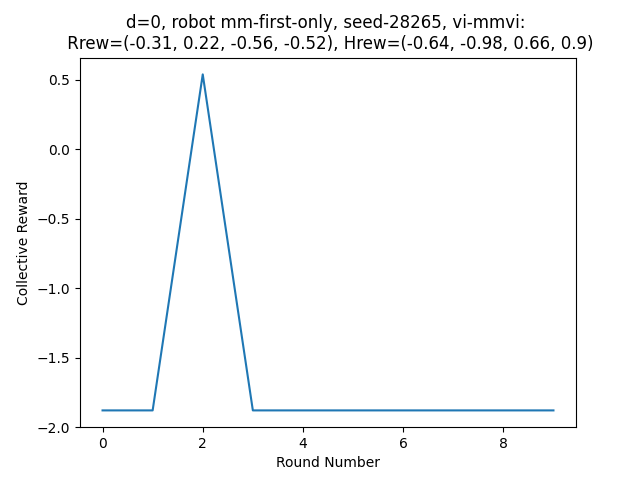 d=0, robot mm-first-only, seed-28265, vi-mmvi:
Rrew=(-0.31, 0.22, -0.56, -0.52), Hrew=(-0.64, -0.98, 0.66, 0.9)
Collective Reward
0.5
0.0
−0.5
−1.0
−1.5
−2.0
0 2 4 6 8
Round Number